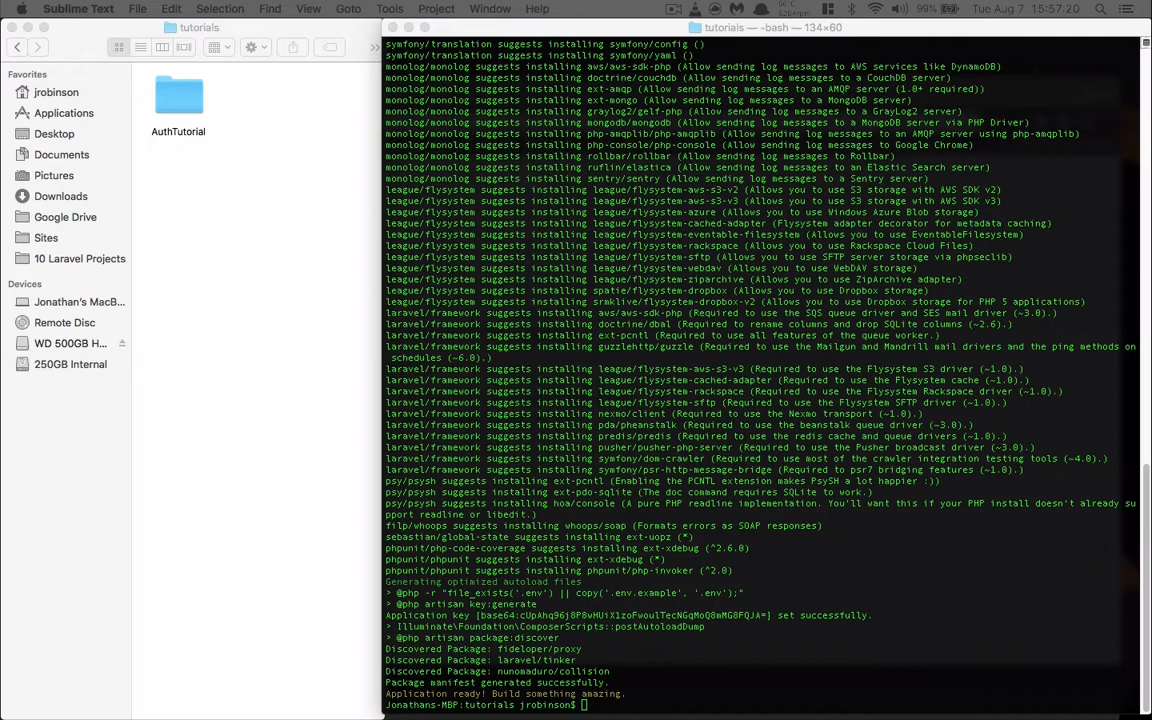 Sublime Text File Edit Selection Find View Goto Tools Project Window Help 99% Tue Aug 7 15:57:20
tutorials
tutorials — -bash — 134×60
Favorites
jrobinson
Applications
Desktop
Documents
Pictures
Downloads
Google Drive
Sites
10 Laravel Projects
Devices
Jonathan's MacB...
Remote Disc
WD 500GB H...
250GB Internal
AuthTutorial
symfony/translation suggests installing symfony/config ()
symfony/translation suggests installing symfony/yaml ()
monolog/monolog suggests installing aws/aws-sdk-php (Allow sending log messages to AWS services like DynamoDB)
monolog/monolog suggests installing doctrine/couchdb (Allow sending log messages to a CouchDB server)
monolog/monolog suggests installing ext-amqp (Allow sending log messages to an AMQP server (1.0+ required))
monolog/monolog suggests installing ext-mongo (Allow sending log messages to a MongoDB server)
monolog/monolog suggests installing graylog2/gelf-php (Allow sending log messages to a GrayLog2 server)
monolog/monolog suggests installing mongodb/mongodb (Allow sending log messages to a MongoDB server via PHP Driver)
monolog/monolog suggests installing php-amqplib/php-amqplib (Allow sending log messages to an AMQP server using php-amqplib)
monolog/monolog suggests installing php-console/php-console (Allow sending log messages to Google Chrome)
monolog/monolog suggests installing rollbar/rollbar (Allow sending log messages to Rollbar)
monolog/monolog suggests installing ruflin/elastica (Allow sending log messages to an Elastic Search server)
monolog/monolog suggests installing sentry/sentry (Allow sending log messages to a Sentry server)
league/flysystem suggests installing league/flysystem-aws-s3-v2 (Allows you to use S3 storage with AWS SDK v2)
league/flysystem suggests installing league/flysystem-aws-s3-v3 (Allows you to use S3 storage with AWS SDK v3)
league/flysystem suggests installing league/flysystem-azure (Allows you to use Windows Azure Blob storage)
league/flysystem suggests installing league/flysystem-cached-adapter (Flysystem adapter decorator for metadata caching)
league/flysystem suggests installing league/flysystem-eventable-filesystem (Allows you to use EventableFilesystem)
league/flysystem suggests installing league/flysystem-rackspace (Allows you to use Rackspace Cloud Files)
league/flysystem suggests installing league/flysystem-sftp (Allows you to use SFTP server storage via phpseclib)
league/flysystem suggests installing league/flysystem-webdav (Allows you to use WebDAV storage)
league/flysystem suggests installing league/flysystem-ziparchive (Allows you to use ZipArchive adapter)
league/flysystem suggests installing spatie/flysystem-dropbox (Allows you to use Dropbox storage)
league/flysystem suggests installing srmklive/flysystem-dropbox-v2 (Allows you to use Dropbox storage for PHP 5 applications)
laravel/framework suggests installing aws/aws-sdk-php (Required to use the SQS queue driver and SES mail driver (~3.0).)
laravel/framework suggests installing doctrine/dbal (Required to rename columns and drop SQLite columns (~2.6).)
laravel/framework suggests installing ext-pcntl (Required to use all features of the queue worker.)
laravel/framework suggests installing guzzlehttp/guzzle (Required to use the Mailgun and Mandrill mail drivers and the ping methods on
schedules (~6.0).)
laravel/framework suggests installing league/flysystem-aws-s3-v3 (Required to use the Flysystem S3 driver (~1.0).)
laravel/framework suggests installing league/flysystem-cached-adapter (Required to use the Flysystem cache (~1.0).)
laravel/framework suggests installing league/flysystem-rackspace (Required to use the Flysystem Rackspace driver (~1.0).)
laravel/framework suggests installing league/flysystem-sftp (Required to use the Flysystem SFTP driver (~1.0).)
laravel/framework suggests installing nexmo/client (Required to use the Nexmo transport (~1.0).)
laravel/framework suggests installing pda/pheanstalk (Required to use the beanstalk queue driver (~3.0).)
laravel/framework suggests installing predis/predis (Required to use the redis cache and queue drivers (~1.0).)
laravel/framework suggests installing pusher/pusher-php-server (Required to use the Pusher broadcast driver (~3.0).)
laravel/framework suggests installing symfony/dom-crawler (Required to use most of the crawler integration testing tools (~4.0).)
laravel/framework suggests installing symfony/psr-http-message-bridge (Required to psr7 bridging features (~1.0).)
psy/psysh suggests installing ext-pcntl (Enabling the PCNTL extension makes PsySH a lot happier :))
psy/psysh suggests installing ext-pdo-sqlite (The doc command requires SQLite to work.)
psy/psysh suggests installing hoa/console (A pure PHP readline implementation. You'll want this if your PHP install doesn't already su
pport readline or libedit.)
filp/whoops suggests installing whoops/soap (Formats errors as SOAP responses)
sebastian/global-state suggests installing ext-uopz (*)
phpunit/php-code-coverage suggests installing ext-xdebug (^2.6.0)
phpunit/phpunit suggests installing ext-xdebug (*)
phpunit/phpunit suggests installing phpunit/php-invoker (^2.0)
Generating optimized autoload files
> @php -r "file_exists('.env') || copy('.env.example', '.env');"
> @php artisan key:generate
Application key [base64:cUpAhq96j8P8wHUiX1zoFwoulTecNGqMoQ8mMG8FQJA=] set successfully.
> Illuminate\Foundation\ComposerScripts::postAutoloadDump
> @php artisan package:discover
Discovered Package: fideloper/proxy
Discovered Package: laravel/tinker
Discovered Package: nunomaduro/collision
Package manifest generated successfully.
Application ready! Build something amazing.
Jonathans-MBP:tutorials jrobinson$